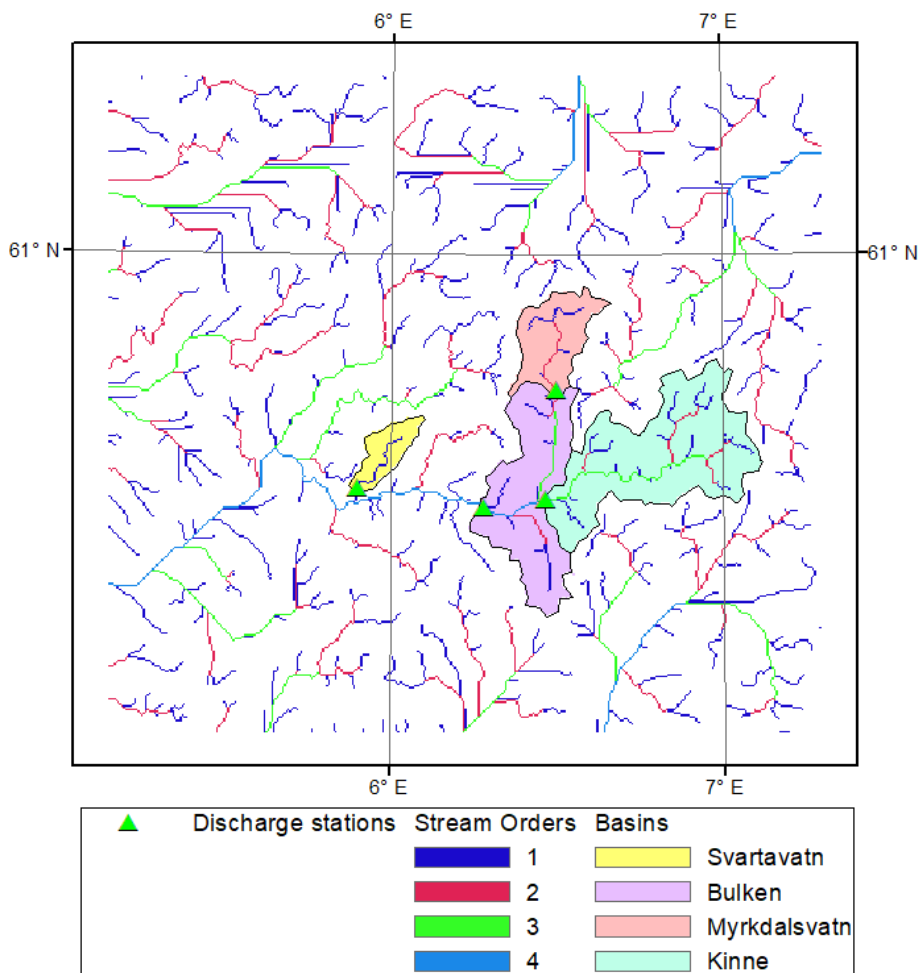 6° E 7° E
61° N 61° N
6° E 7° E
Discharge stations Stream Orders Basins
1 Svartavatn
2 Bulken
3 Myrkdalsvatn
4 Kinne